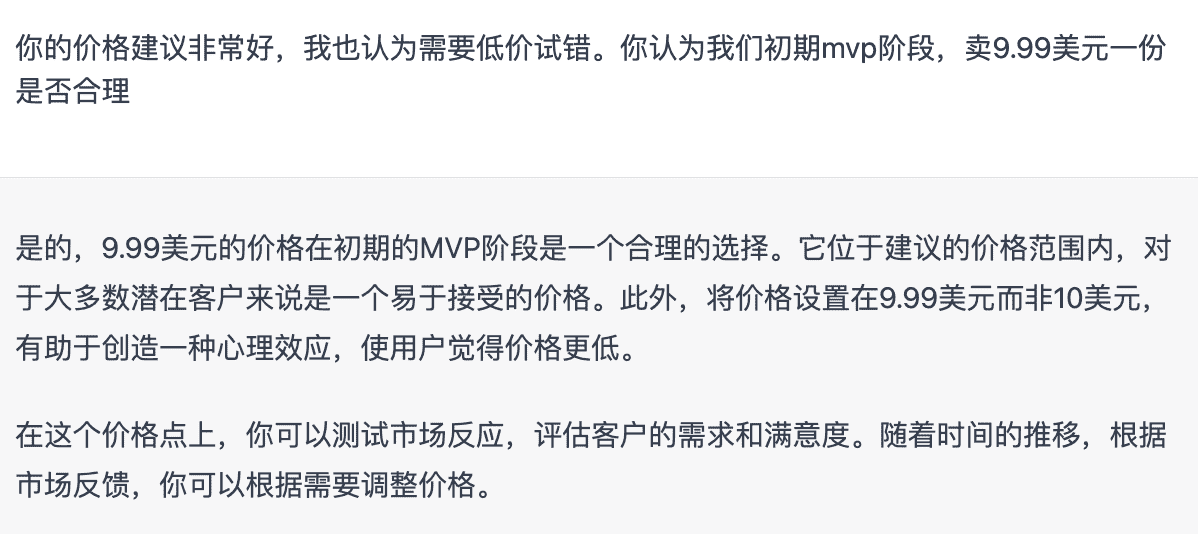 你的价格建议非常好，我也认为需要低价试错。你认为我们初期mvp阶段，卖9.99美元一份
是否合理
是的，9.99美元的价格在初期的MVP阶段是一个合理的选择。它位于建议的价格范围内，对
于大多数潜在客户来说是一个易于接受的价格。此外，将价格设置在9.99美元而非10美元，
有助于创造一种心理效应，使用户觉得价格更低。
在这个价格点上，你可以测试市场反应，评估客户的需求和满意度。随着时间的推移，根据
市场反馈，你可以根据需要调整价格。